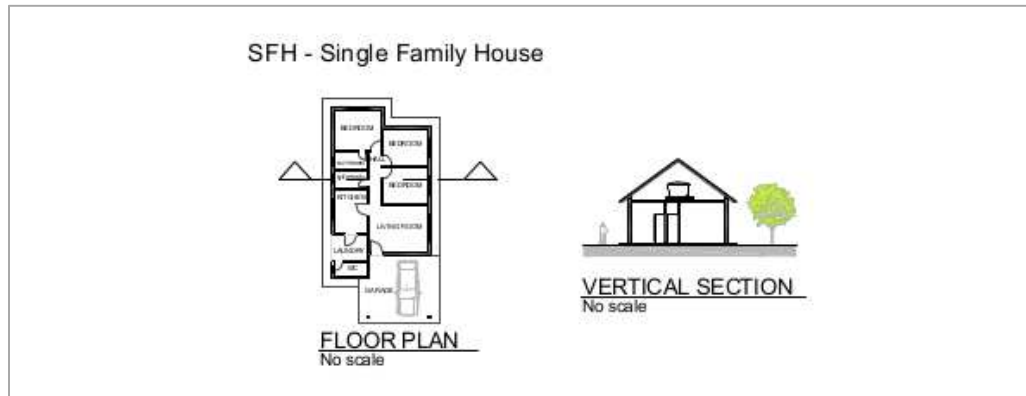 SFH - Single Family House
BEDROOM
BEDROOM
HALL
BEDROOM
KITCHEN
LIVING ROOM
LAUNDRY
WC
GARAGE
FLOOR PLAN
No scale
VERTICAL SECTION
No scale